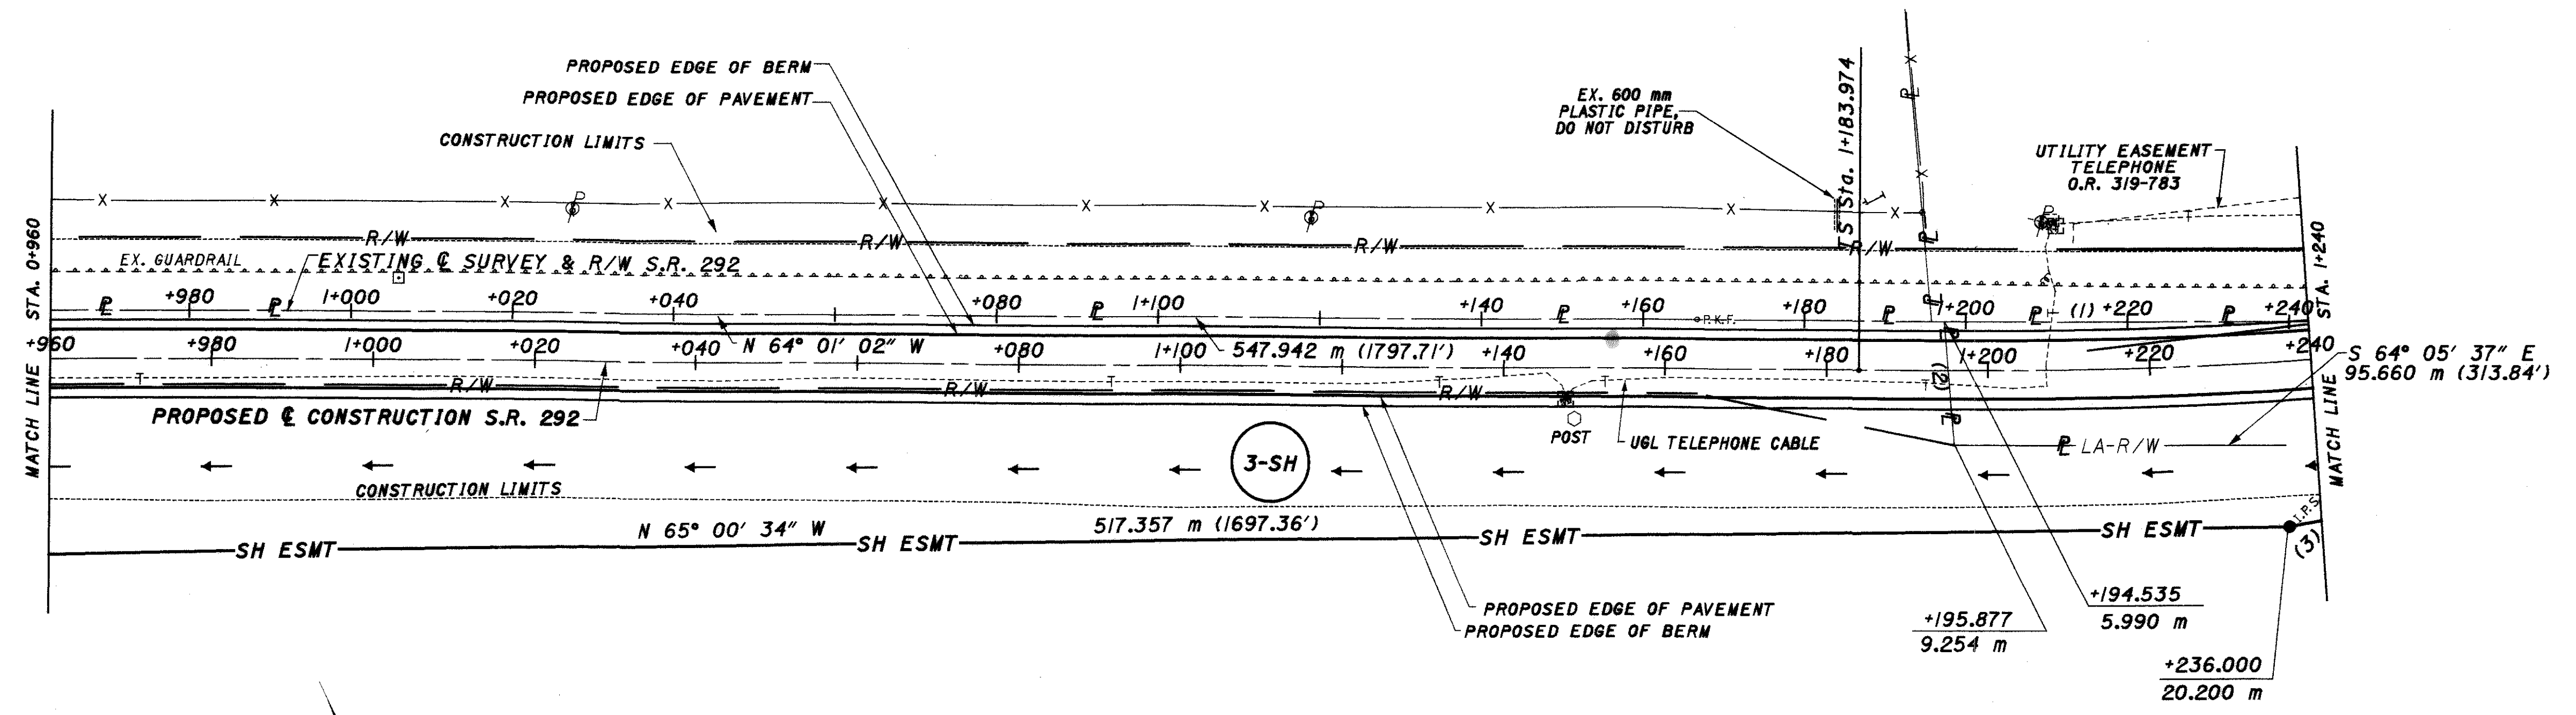 PROPOSED EDGE OF BERM
PROPOSED EDGE OF PAVEMENT
CONSTRUCTION LIMITS
EX. 600 mm
PLASTIC PIPE,
DO NOT DISTURB
TS Sta. 1+183.974
UTILITY EASEMENT
TELEPHONE
O.R. 319-783
MATCH LINE STA. 0+960
MATCH LINE STA. 1+240
X X X P X X X X P X X X
X P̶L X
R/W R/W R/W R/W
EX. GUARDRAIL
EXISTING ℄ SURVEY & R/W S.R. 292
+980 1+000 +020 +040 +080 1+100 +140 +160 +180 1+200 (1) +220 +240
P.K.F.
+960 +980 1+000 +020 +040 +080 1+100 +140 +160 +180 1+200 +220 +240
N 64° 01' 02" W
547.942 m (1797.71')
S 64° 05' 37" E
95.660 m (313.84')
T R/W R/W T R/W T T
(2)
PROPOSED ℄ CONSTRUCTION S.R. 292
POST
UGL TELEPHONE CABLE
LA-R/W
3-SH
CONSTRUCTION LIMITS
N 65° 00' 34" W
517.357 m (1697.36')
SH ESMT SH ESMT SH ESMT SH ESMT
I.P.S.
(3)
PROPOSED EDGE OF PAVEMENT
PROPOSED EDGE OF BERM
+194.535
5.990 m
+195.877
9.254 m
+236.000
20.200 m